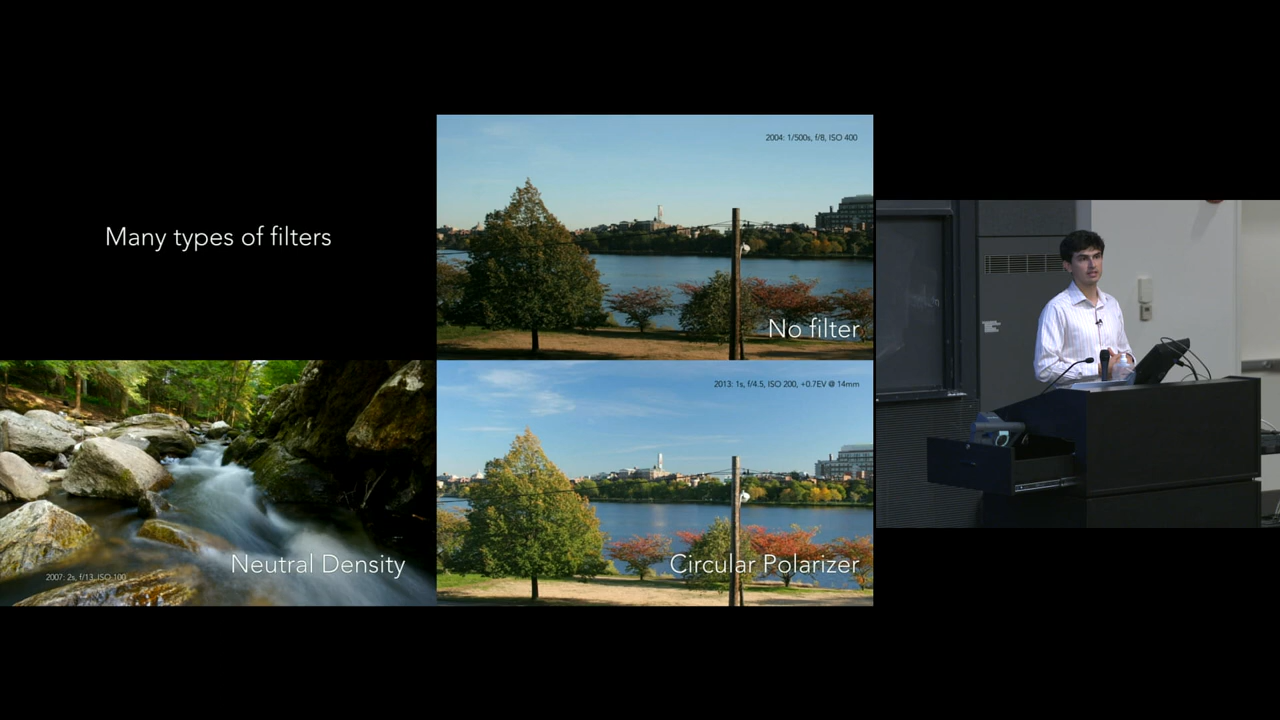 Many types of filters
2004: 1/500s, f/8, ISO 400
No filter
2007: 2s, f/13, ISO 100
Neutral Density
2013: 1s, f/4.5, ISO 200, +0.7EV @ 14mm
Circular Polarizer